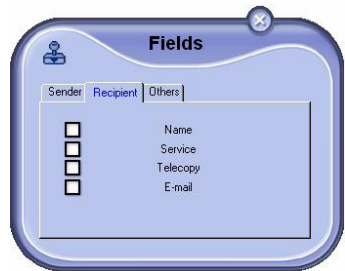 Fields
Sender Recipient Others
Name
Service
Telecopy
E-mail